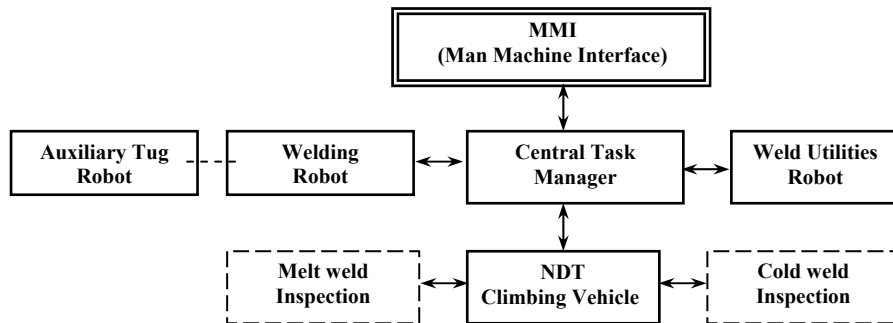 MMI
(Man Machine Interface)
Auxiliary Tug
Robot
Welding
Robot
Central Task
Manager
Weld Utilities
Robot
Melt weld
Inspection
NDT
Climbing Vehicle
Cold weld
Inspection